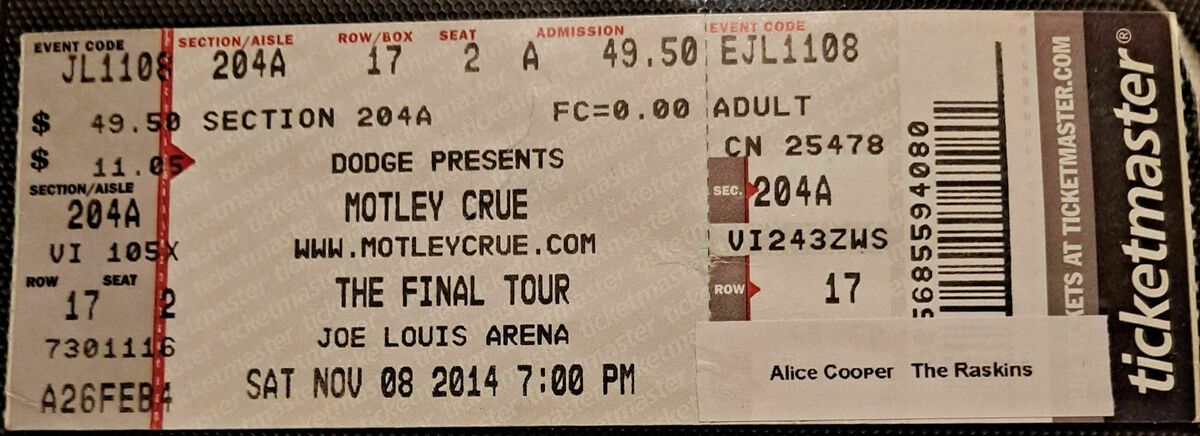 EVENT CODE SECTION/AISLE ROW/BOX SEAT ADMISSION EVENT CODE
JL1108 204A 17 2 A 49.50 EJL1108
$ 49.50 SECTION 204A FC=0.00 ADULT
$ 11.05 DODGE PRESENTS CN 25478
SECTION/AISLE
204A MOTLEY CRUE SEC. 204A
VI 105X WWW.MOTLEYCRUE.COM VI243ZWS
ROW SEAT
17 2 THE FINAL TOUR ROW 17
7301116 JOE LOUIS ARENA
A26FEB4 SAT NOV 08 2014 7:00 PM
Alice Cooper The Raskins
568559 4080
KETS AT TICKETMASTER.COM
ticketmaster®